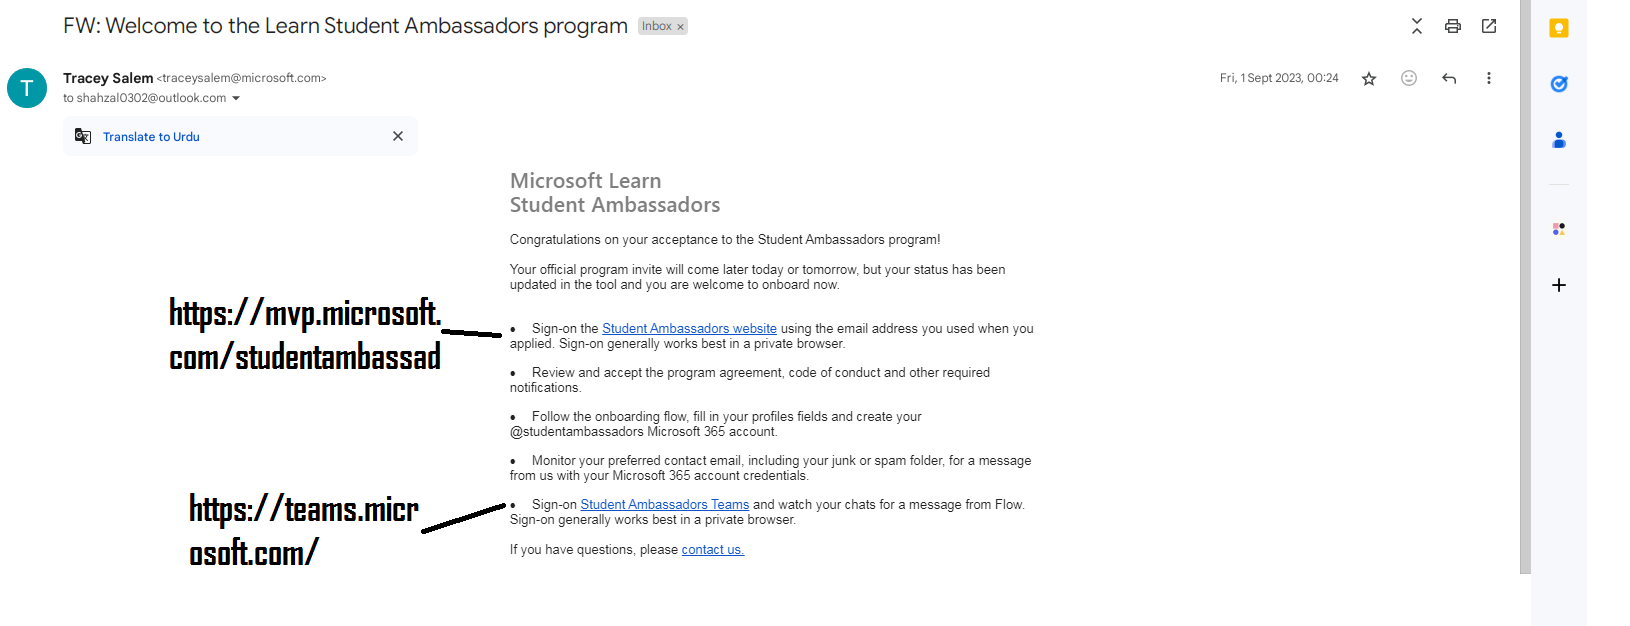 FW: Welcome to the Learn Student Ambassadors program Inbox ×
Tracey Salem <traceysalem@microsoft.com>
Fri, 1 Sept 2023, 00:24
to shahzal0302@outlook.com
T
Translate to Urdu
Microsoft Learn
Student Ambassadors
Congratulations on your acceptance to the Student Ambassadors program!
Your official program invite will come later today or tomorrow, but your status has been
updated in the tool and you are welcome to onboard now.
https://mvp.microsoft.
com/studentambassad
• Sign-on the Student Ambassadors website using the email address you used when you
applied. Sign-on generally works best in a private browser.
• Review and accept the program agreement, code of conduct and other required
notifications.
• Follow the onboarding flow, fill in your profiles fields and create your
@studentambassadors Microsoft 365 account.
• Monitor your preferred contact email, including your junk or spam folder, for a message
from us with your Microsoft 365 account credentials.
https://teams.micr
osoft.com/
• Sign-on Student Ambassadors Teams and watch your chats for a message from Flow.
Sign-on generally works best in a private browser.
If you have questions, please contact us.